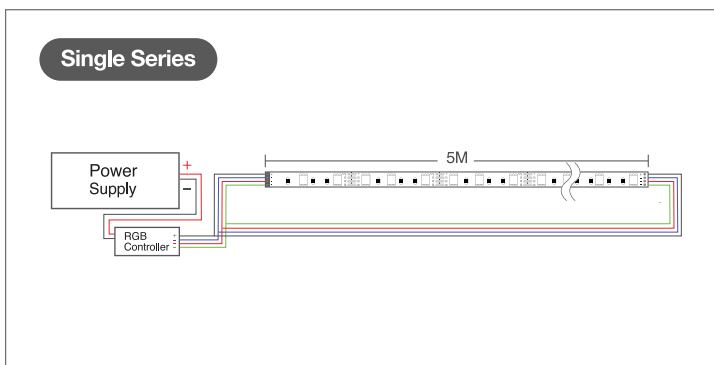 Single Series
5M
Power
Supply
+
−
RGB
Controller